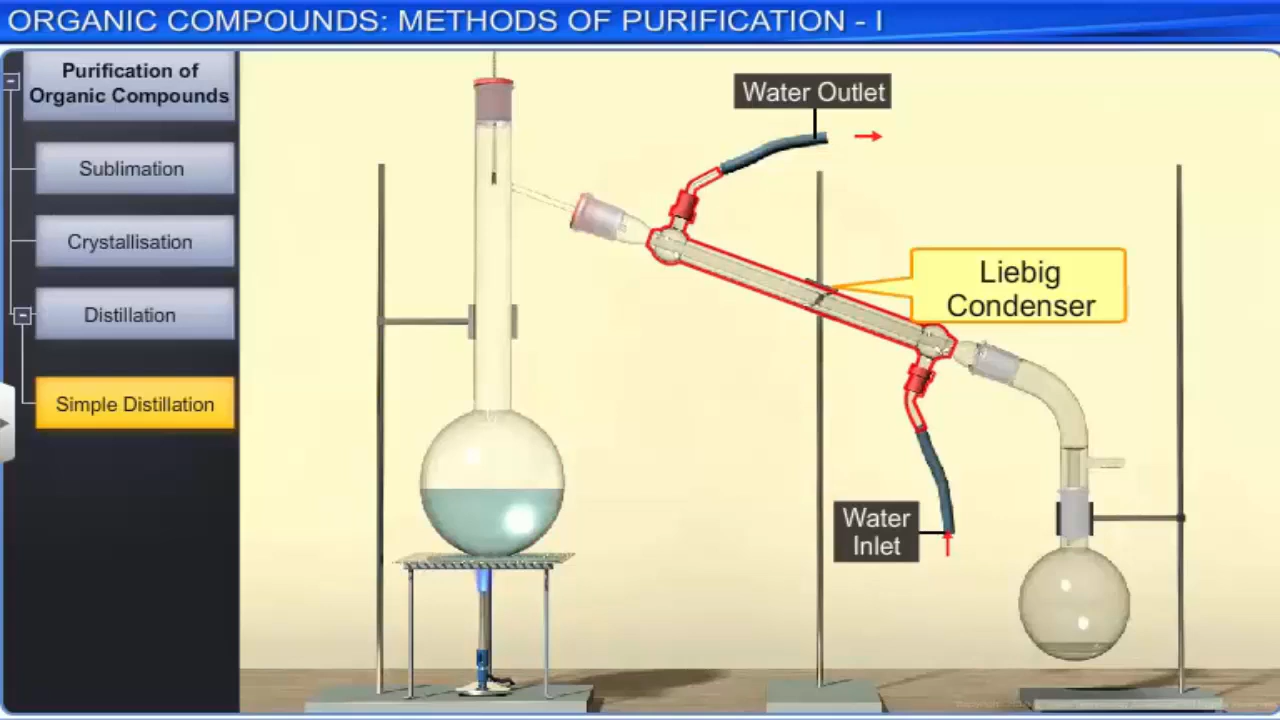 ORGANIC COMPOUNDS: METHODS OF PURIFICATION - I
Purification of
Organic Compounds
Sublimation
Crystallisation
Distillation
Simple Distillation
Water Outlet
Liebig
Condenser
Water
Inlet